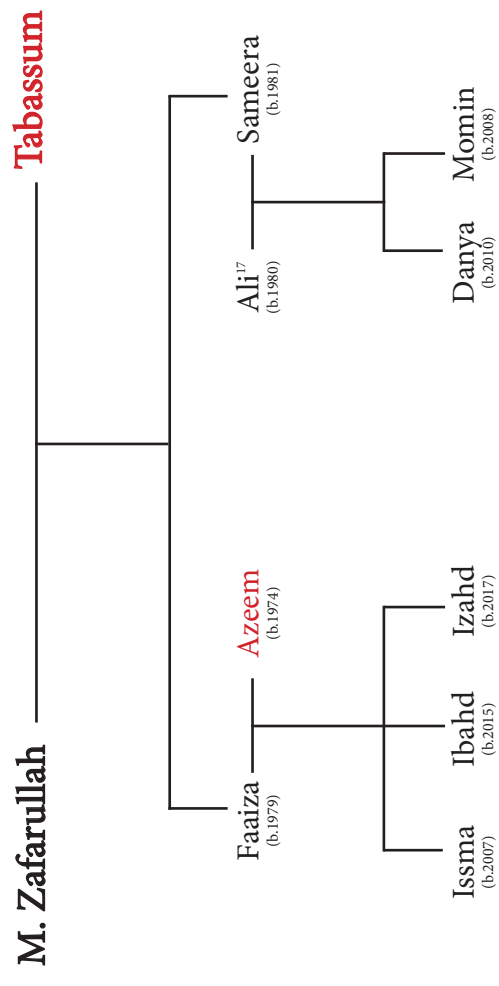 M. Zafarullah Tabassum
Faaiza Azeem Ali¹⁷ Sameera
(b.1979) (b.1974) (b.1980) (b.1981)
Issma Ibahd Izahd Danya Momin
(b.2007) (b.2015) (b.2017) (b.2010) (b.2008)